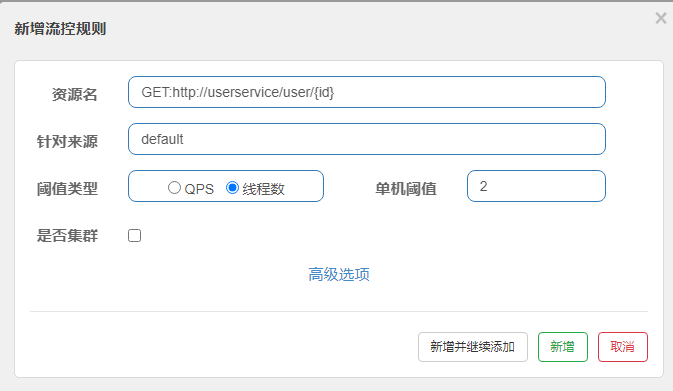 新增流控规则
资源名 GET:http://userservice/user/{id}
针对来源 default
阈值类型 QPS 线程数 单机阈值 2
是否集群
高级选项
新增并继续添加 新增 取消